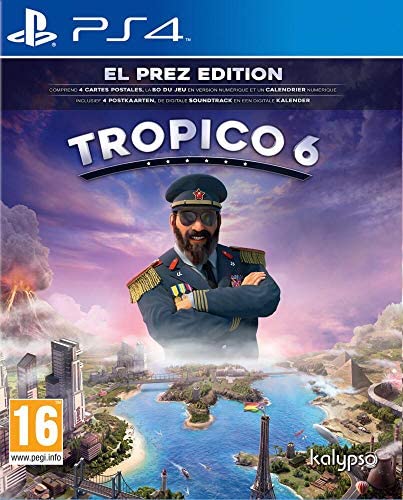 PS4
EL PREZ EDITION
COMPREND 4 CARTES POSTALES, LA BO DU JEU EN VERSION NUMÉRIQUE ET UN CALENDRIER NUMÉRIQUE
INCLUSIEF 4 POSTKAARTEN, DE DIGITALE SOUNDTRACK EN EEN DIGITALE KALENDER
TROPICO 6
16
www.pegi.info
kalypso